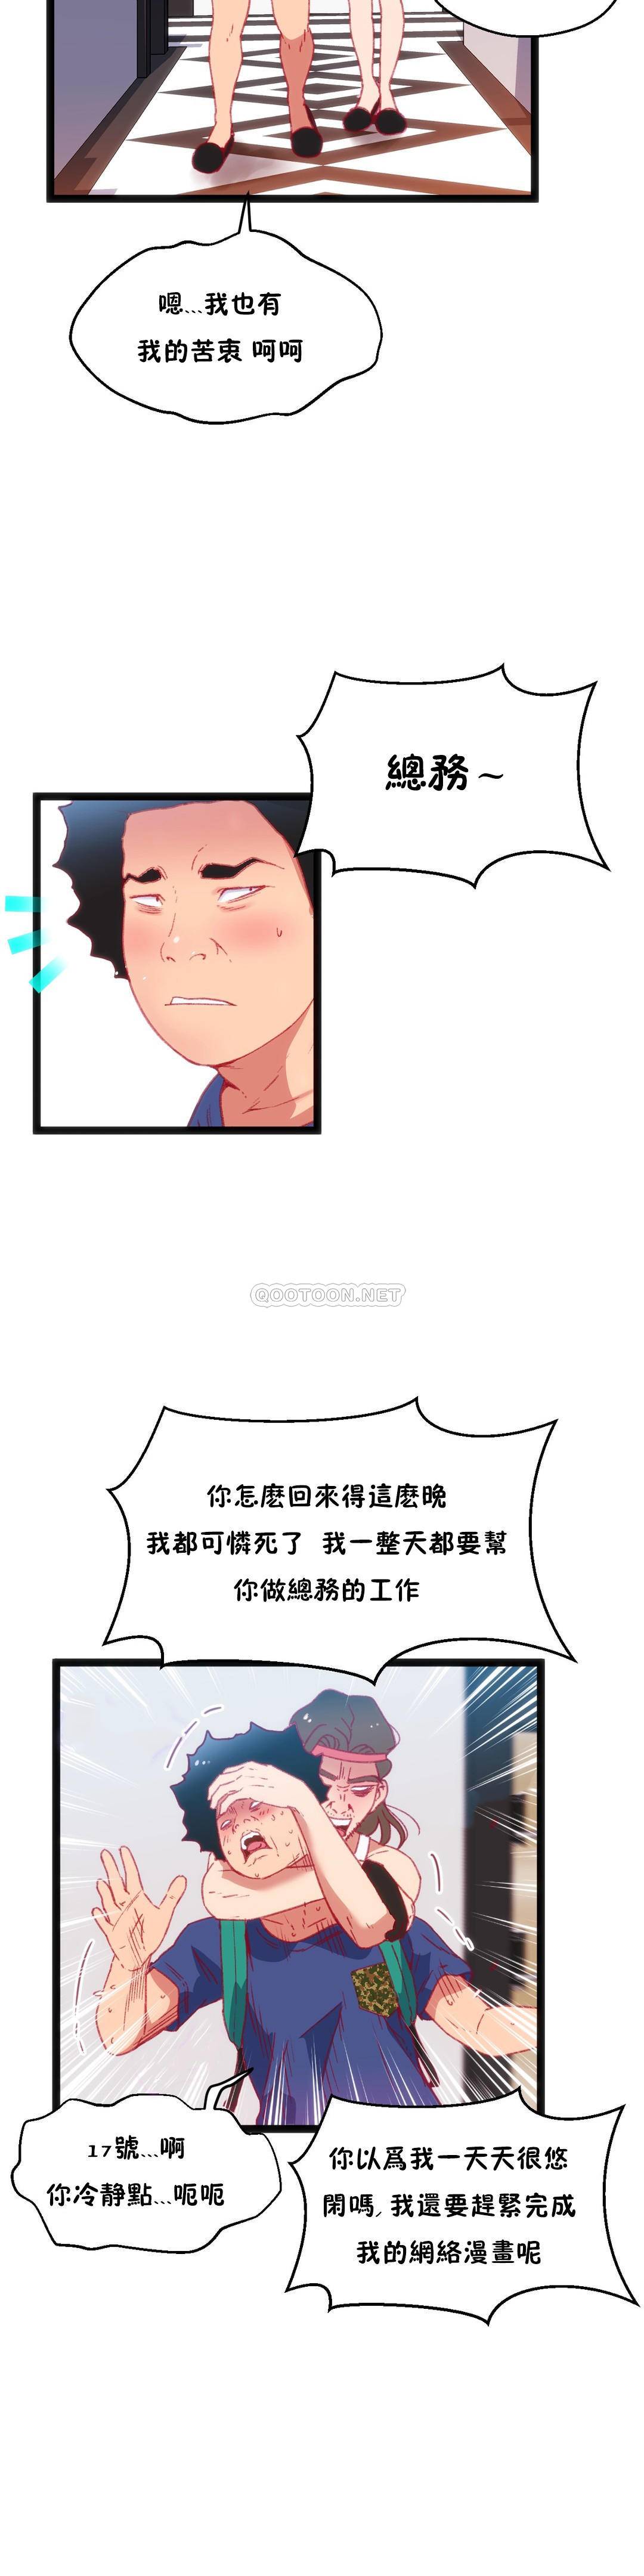 嗯...我也有
我的苦衷 呵呵
總務~
QOOTOON.NET
你怎麽回來得這麽晚
我都可憐死了 我一整天都要幫
你做總務的工作
17號...啊
你冷静點...呃呃
你以爲我一天天很悠
閑嗎, 我還要趕緊完成
我的網絡漫畫呢